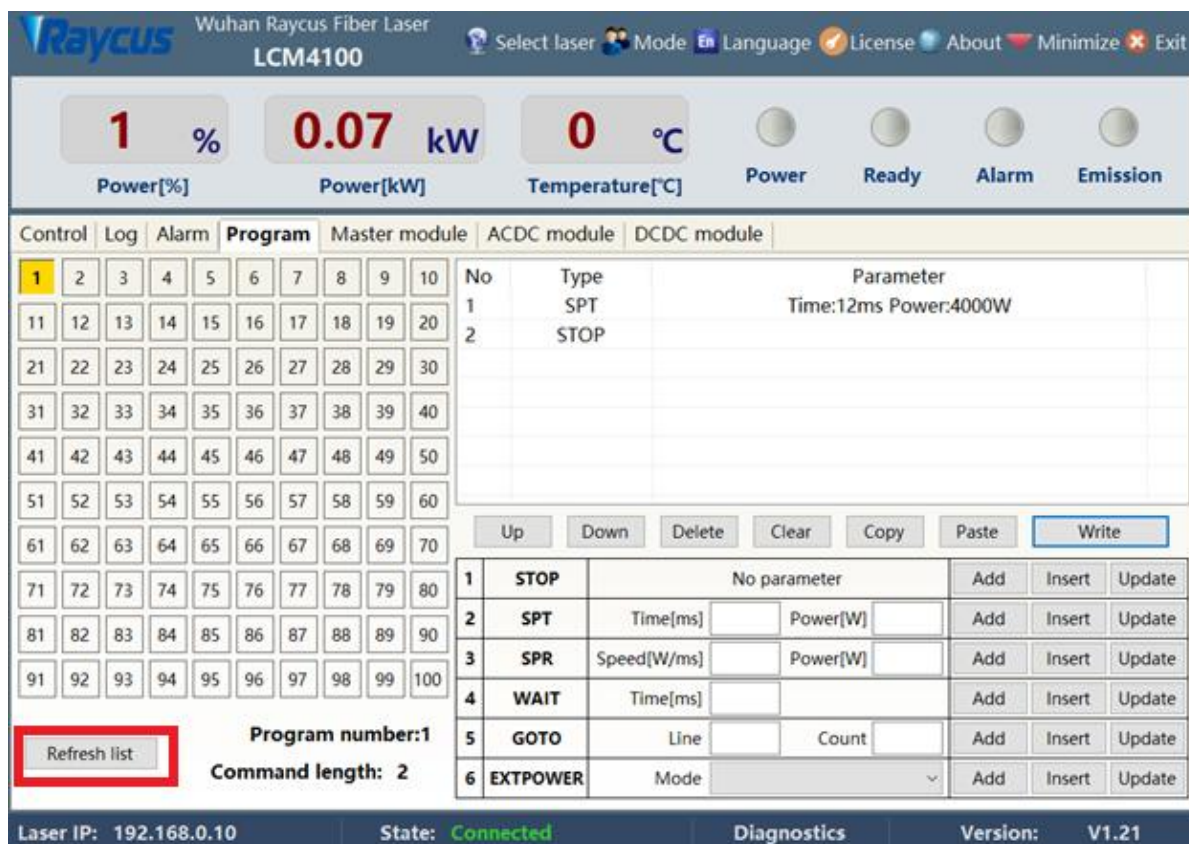 Raycus
Wuhan Raycus Fiber Laser
LCM4100
Select laser Mode En Language License About Minimize Exit
1 % 0.07 kW 0 ℃
Power[%] Power[kW] Temperature[℃] Power Ready Alarm Emission
Control Log Alarm Program Master module ACDC module DCDC module
1 2 3 4 5 6 7 8 9 10
11 12 13 14 15 16 17 18 19 20
21 22 23 24 25 26 27 28 29 30
31 32 33 34 35 36 37 38 39 40
41 42 43 44 45 46 47 48 49 50
51 52 53 54 55 56 57 58 59 60
61 62 63 64 65 66 67 68 69 70
71 72 73 74 75 76 77 78 79 80
81 82 83 84 85 86 87 88 89 90
91 92 93 94 95 96 97 98 99 100
Refresh list
Program number:1
Command length: 2
No Type Parameter
1 SPT Time:12ms Power:4000W
2 STOP
Up Down Delete Clear Copy Paste Write
1 STOP No parameter Add Insert Update
2 SPT Time[ms] Power[W] Add Insert Update
3 SPR Speed[W/ms] Power[W] Add Insert Update
4 WAIT Time[ms] Add Insert Update
5 GOTO Line Count Add Insert Update
6 EXTPOWER Mode Add Insert Update
Laser IP: 192.168.0.10 State: Connected Diagnostics Version: V1.21